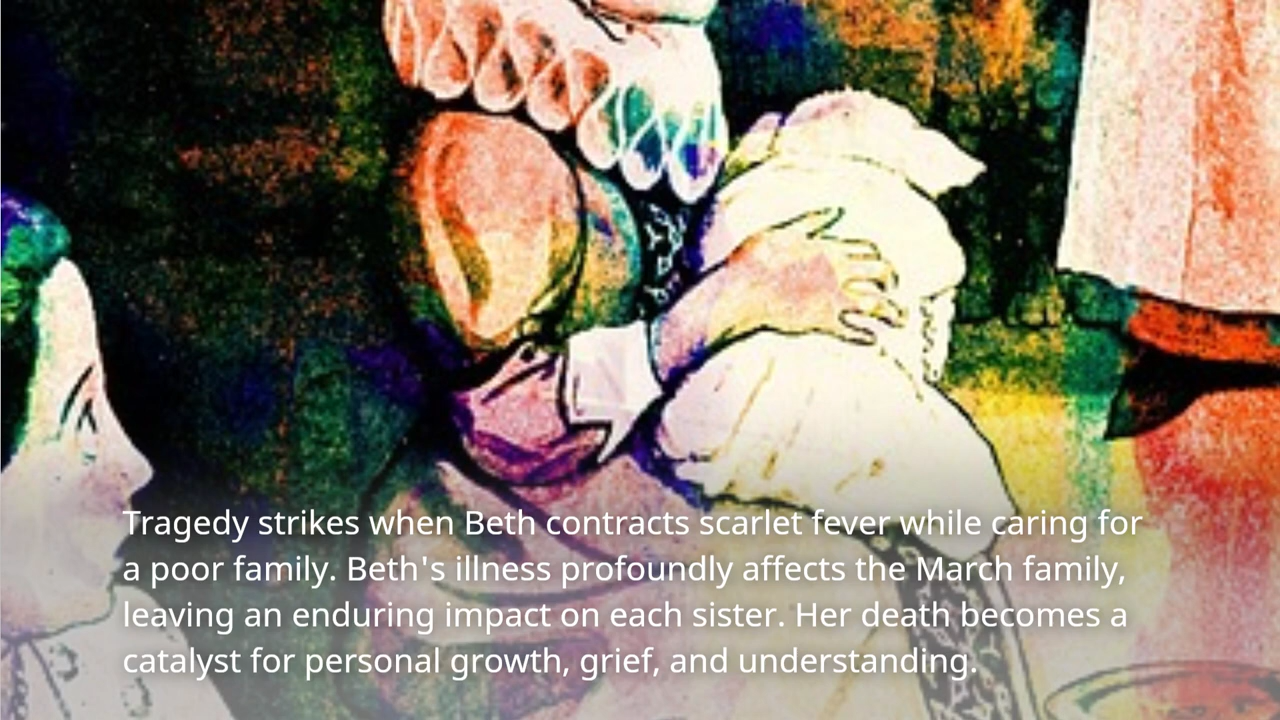 Tragedy strikes when Beth contracts scarlet fever while caring for
a poor family. Beth's illness profoundly affects the March family,
leaving an enduring impact on each sister. Her death becomes a
catalyst for personal growth, grief, and understanding.